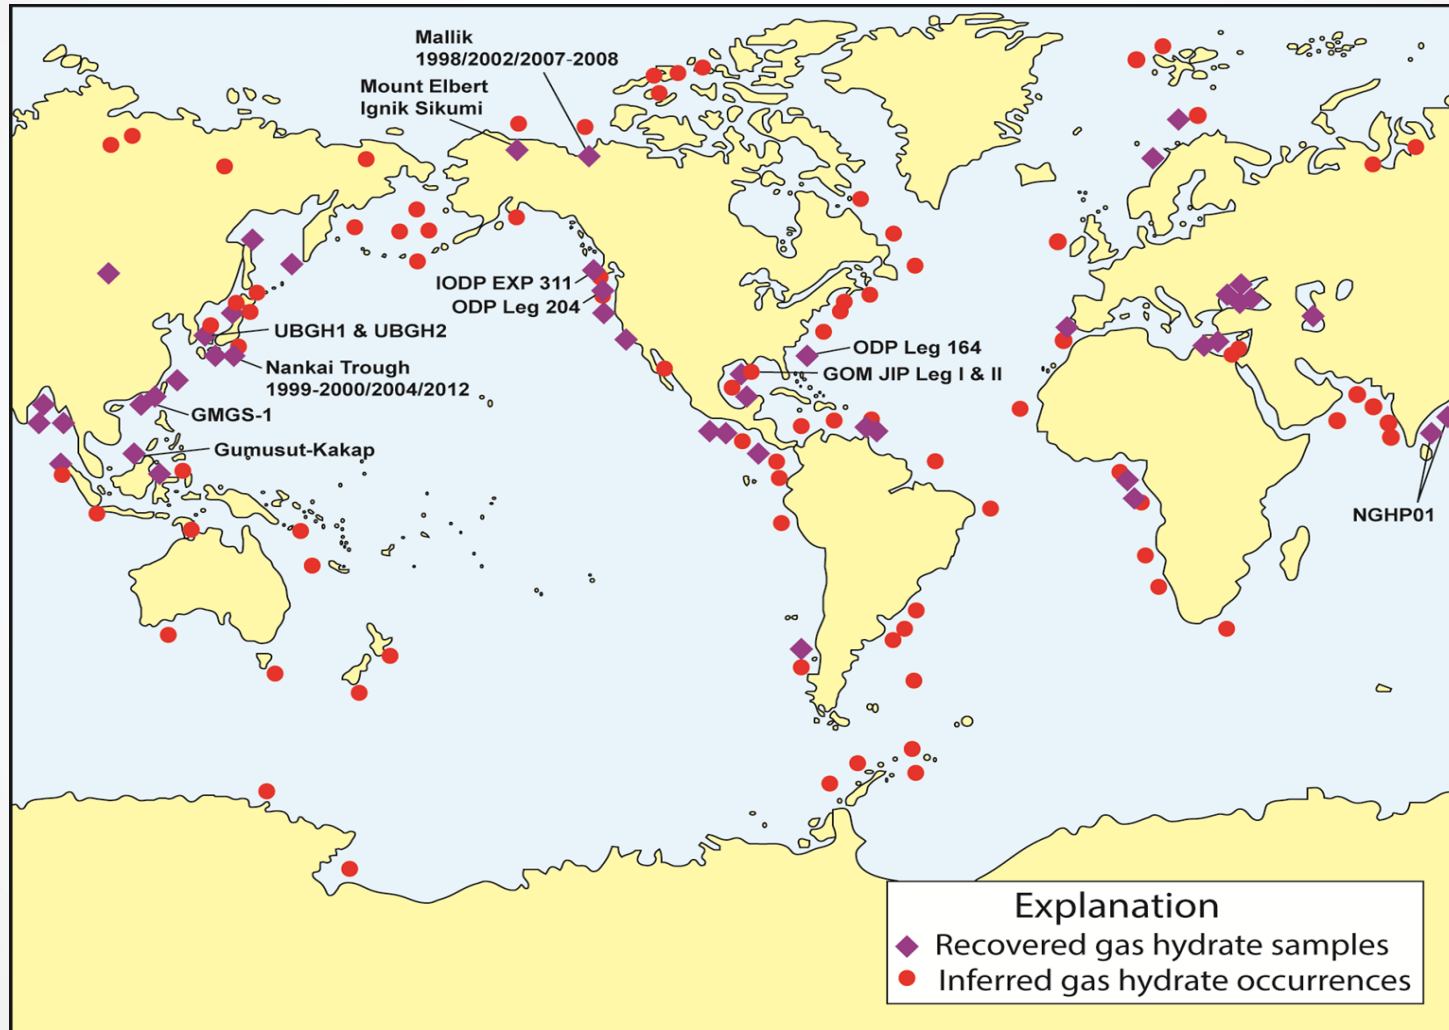 Mallik
1998/2002/2007-2008
Mount Elbert
Ignik Sikumi
IODP EXP 311
ODP Leg 204
UBGH1 & UBGH2
ODP Leg 164
Nankai Trough
1999-2000/2004/2012
GOM JIP Leg I & II
GMGS-1
Gumusut-Kakap
NGHP01
Explanation
Recovered gas hydrate samples
Inferred gas hydrate occurrences